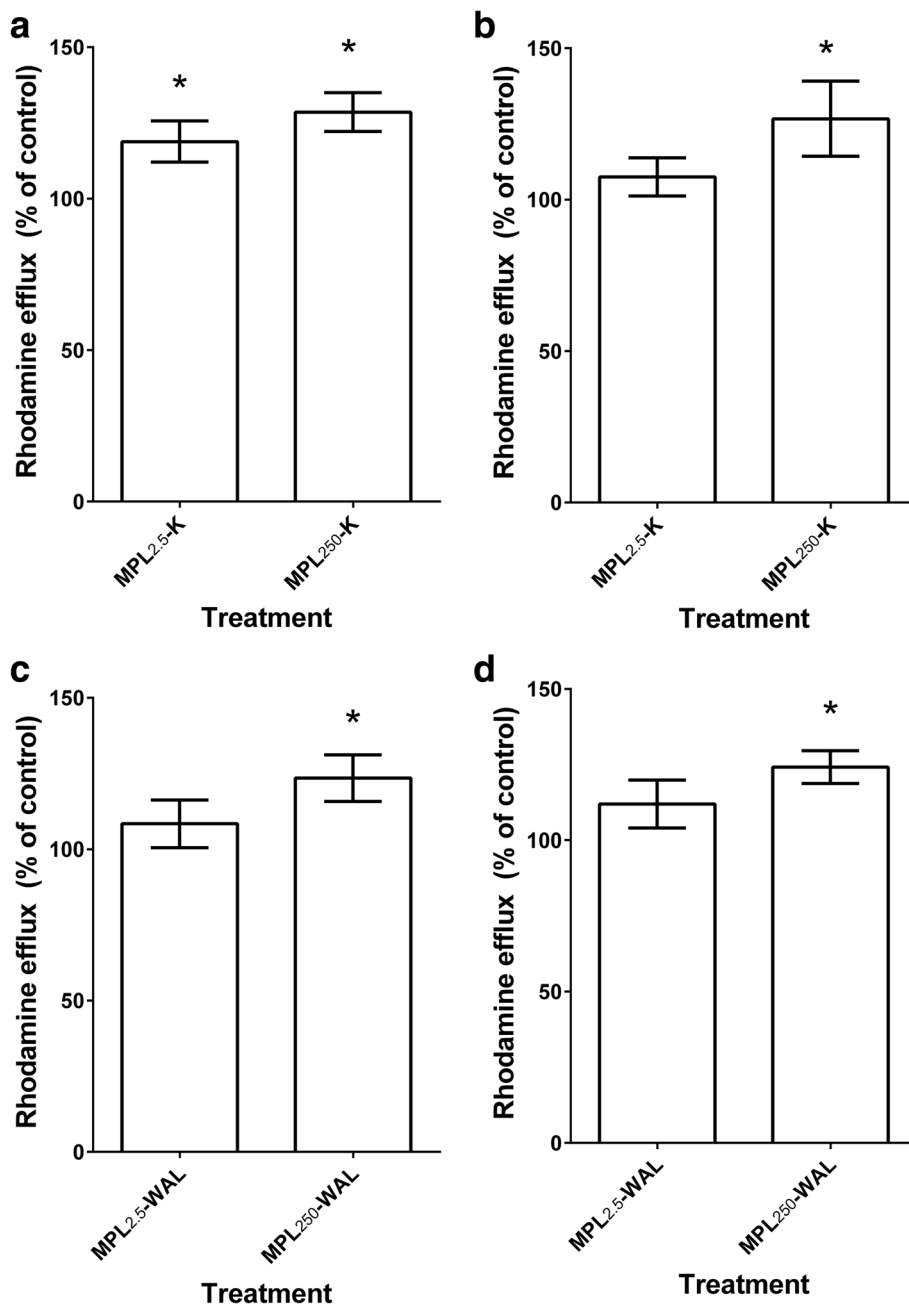 a
Rhodamine efflux (% of control)
150
100
50
0
*
*
MPL2.5-K
MPL250-K
Treatment
b
Rhodamine efflux (% of control)
150
100
50
0
*
MPL2.5-K
MPL250-K
Treatment
c
Rhodamine efflux (% of control)
150
100
50
0
*
MPL2.5-WAL
MPL250-WAL
Treatment
d
Rhodamine efflux (% of control)
150
100
50
0
*
MPL2.5-WAL
MPL250-WAL
Treatment